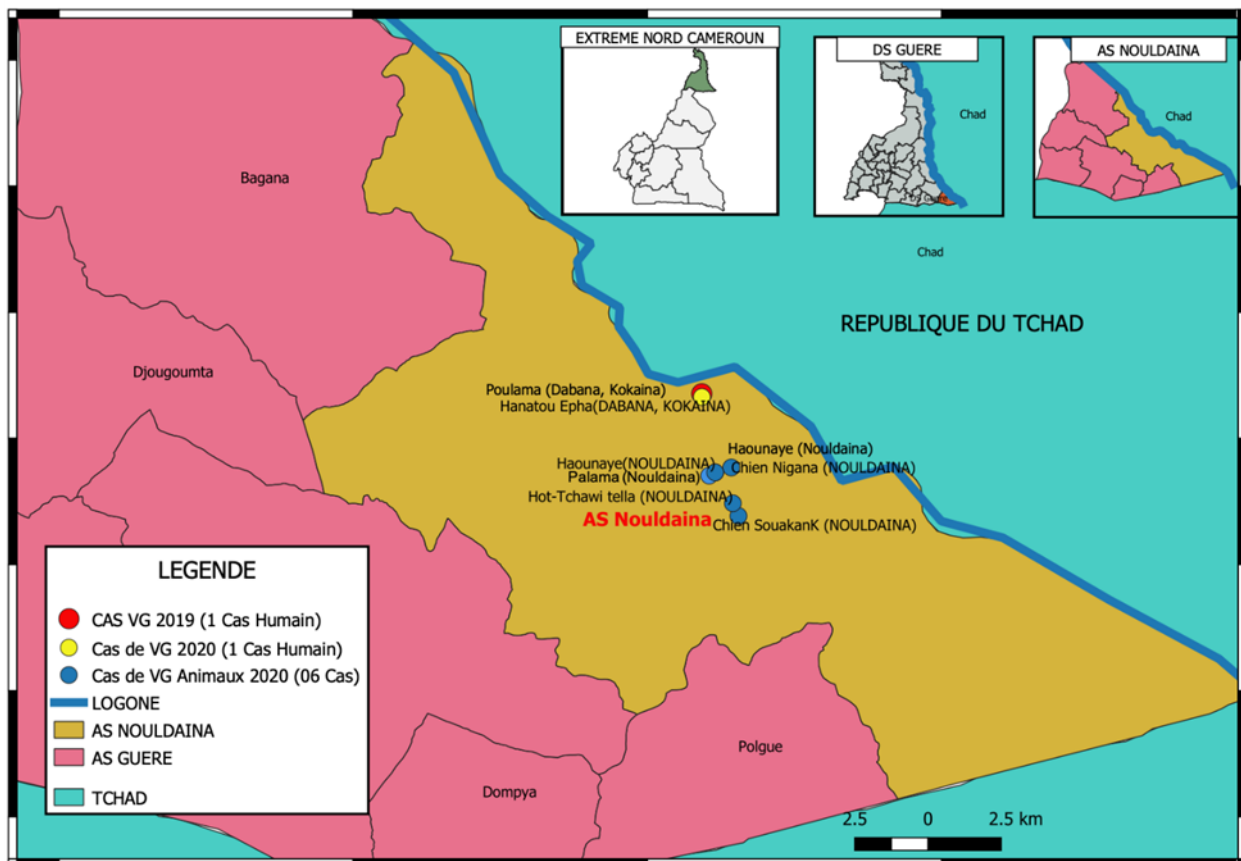 EXTREME NORD CAMEROUN
DS GUERE
AS NOULDAINA
Chad
Chad
Ds Guere
Chad
Bagana
REPUBLIQUE DU TCHAD
Djougoumta
Poulama (Dabana, Kokaina)
Hanatou Epha(DABANA, KOKAINA)
Haounaye (Nouldaina)
Haounaye(NOULDAINA)
Chien Nigana (NOULDAINA)
Palama (Nouldaina)
Hot-Tchawi tella (NOULDAINA)
AS Nouldaina
Chien SouakanK (NOULDAINA)
LEGENDE
CAS VG 2019 (1 Cas Humain)
Cas de VG 2020 (1 Cas Humain)
Cas de VG Animaux 2020 (06 Cas)
LOGONE
AS NOULDAINA
AS GUERE
TCHAD
Polgue
Dompya
2.5 0 2.5 km